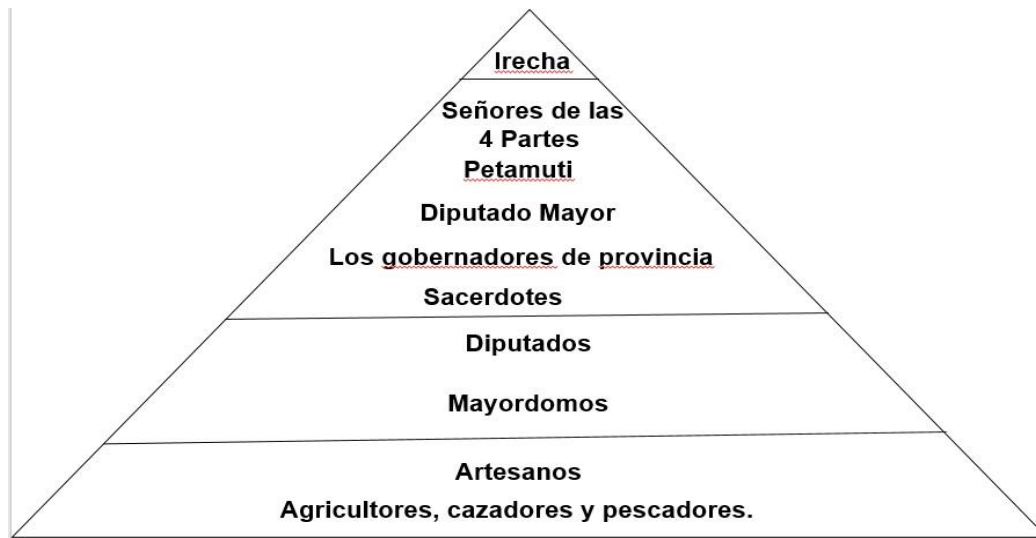 Irecha
Señores de las
4 Partes
Petamuti
Diputado Mayor
Los gobernadores de provincia
Sacerdotes
Diputados
Mayordomos
Artesanos
Agricultores, cazadores y pescadores.